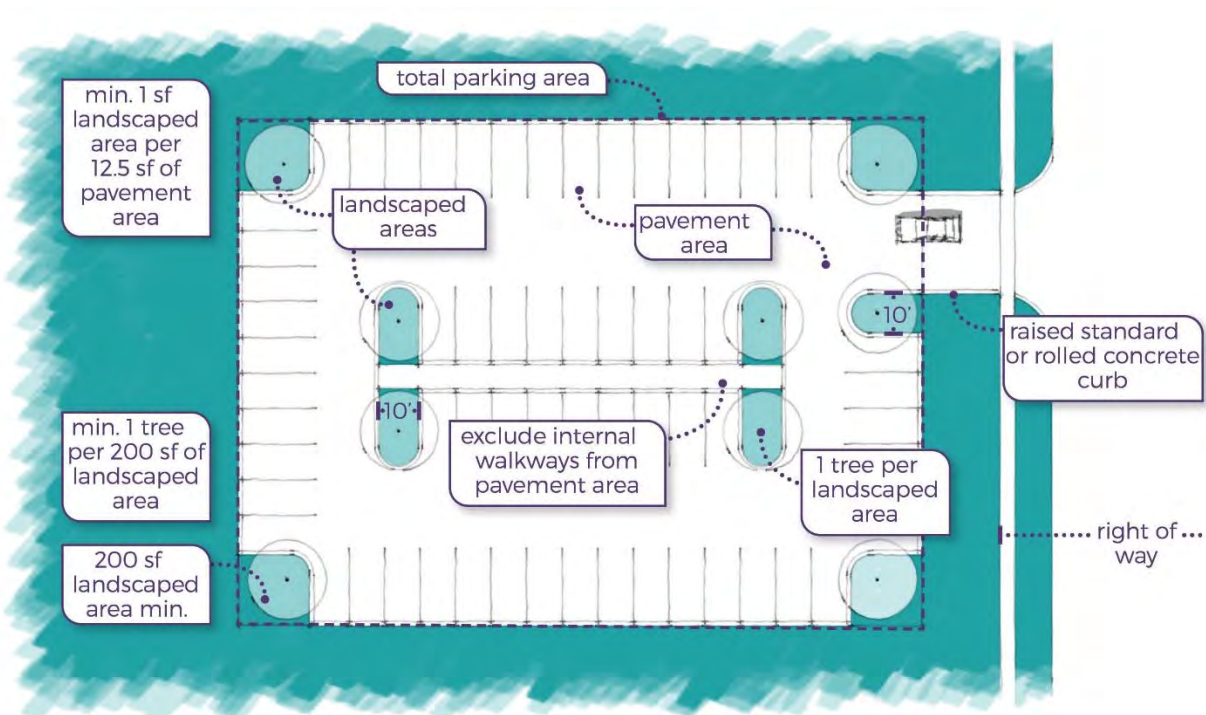 total parking area
min. 1 sf
landscaped
area per
12.5 sf of
pavement
area
landscaped
areas
pavement
area
10'
raised standard
or rolled concrete
curb
10'
min. 1 tree
per 200 sf of
landscaped
area
exclude internal
walkways from
pavement area
1 tree per
landscaped
area
200 sf
landscaped
area min.
right of
way